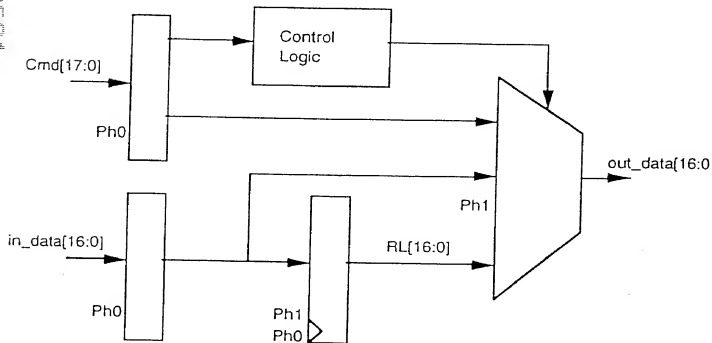 Control
Logic
Cmd[17:0]
Ph0
out_data[16:0
Ph1
in_data[16:0]
RL[16:0]
Ph0
Ph1
Ph0